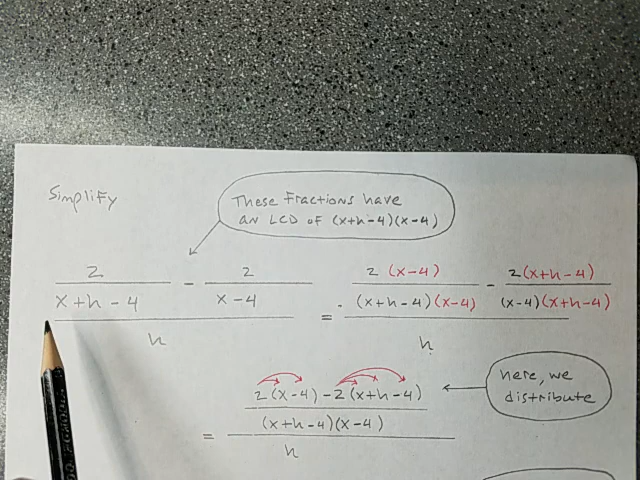 Simplify
These fractions have
an LCD of (x+h-4)(x-4)
2/(x+h-4) - 2/(x-4)
h
= 2(x-4)/((x+h-4)(x-4)) - 2(x+h-4)/((x-4)(x+h-4))
h
= 2(x-4) - 2(x+h-4)
(x+h-4)(x-4)
h
here, we
distribute